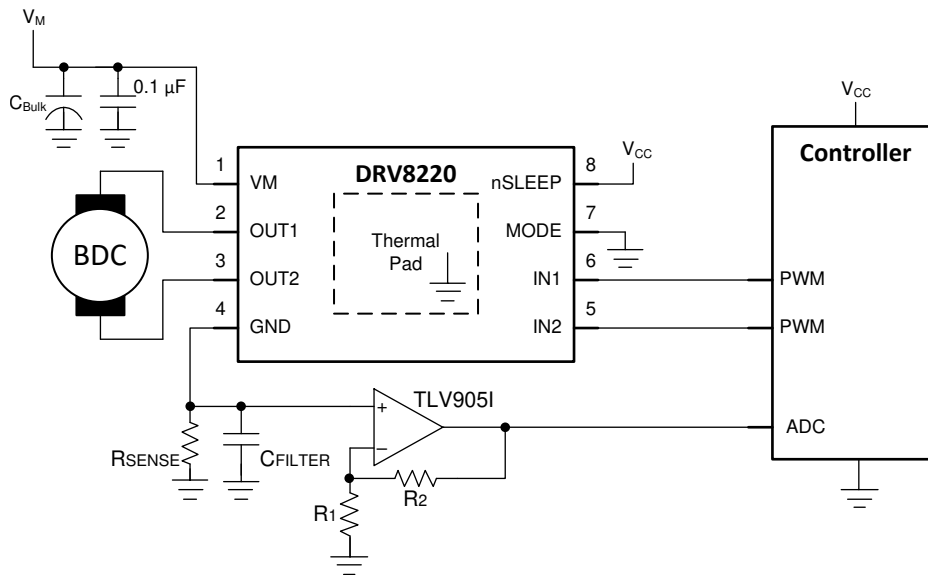 VM
CBulk
0.1 µF
VCC
Controller
DRV8220
1
VM
8
nSLEEP
VCC
2
OUT1
7
MODE
Thermal
Pad
BDC
3
OUT2
6
IN1
PWM
4
GND
5
IN2
PWM
TLV905I
+
−
ADC
RSENSE
CFILTER
R2
R1